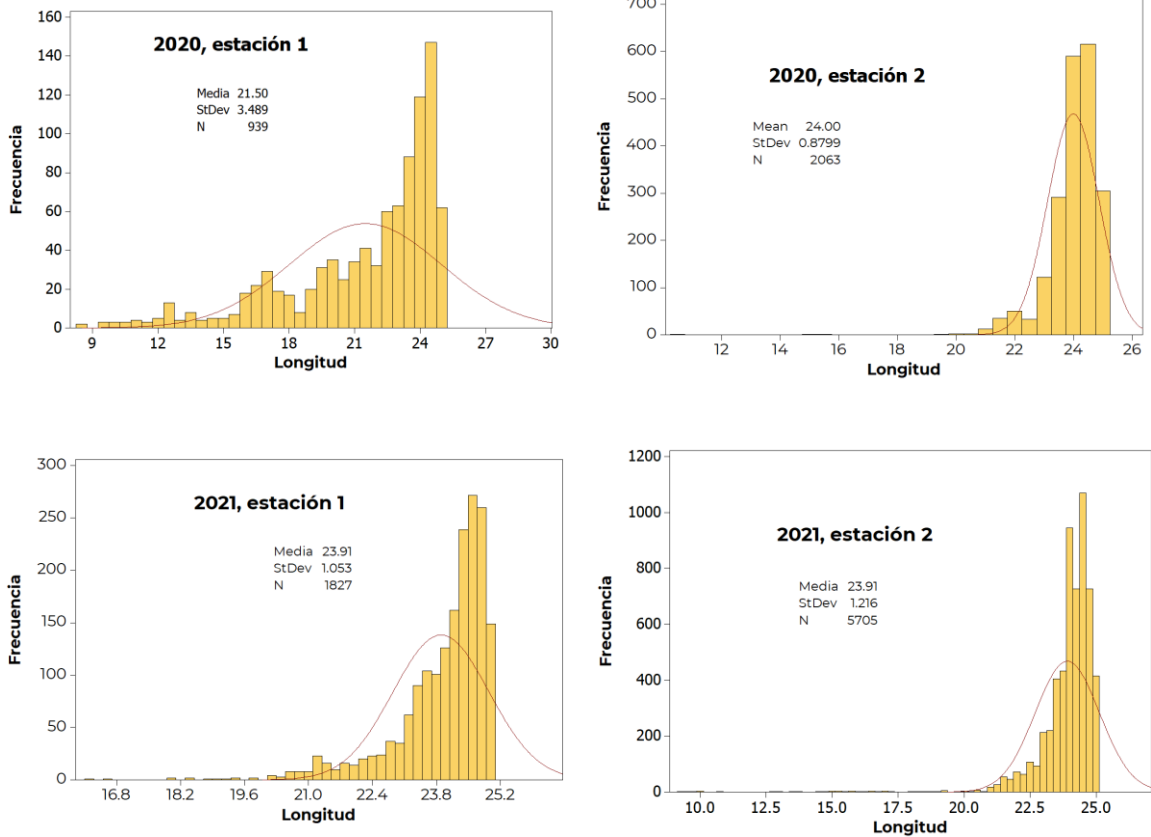 160
140
120
100
80
60
40
20
0
Frecuencia
2020, estación 1
Media 21.50
StDev 3.489
N 939
9 12 15 18 21 24 27 30
Longitud
700
600
500
400
300
200
100
0
Frecuencia
2020, estación 2
Mean 24.00
StDev 0.8799
N 2063
12 14 16 18 20 22 24 26
Longitud
300
250
200
150
100
50
0
Frecuencia
2021, estación 1
Media 23.91
StDev 1.053
N 1827
16.8 18.2 19.6 21.0 22.4 23.8 25.2
Longitud
1200
1000
800
600
400
200
0
Frecuencia
2021, estación 2
Media 23.91
StDev 1.216
N 5705
10.0 12.5 15.0 17.5 20.0 22.5 25.0
Longitud